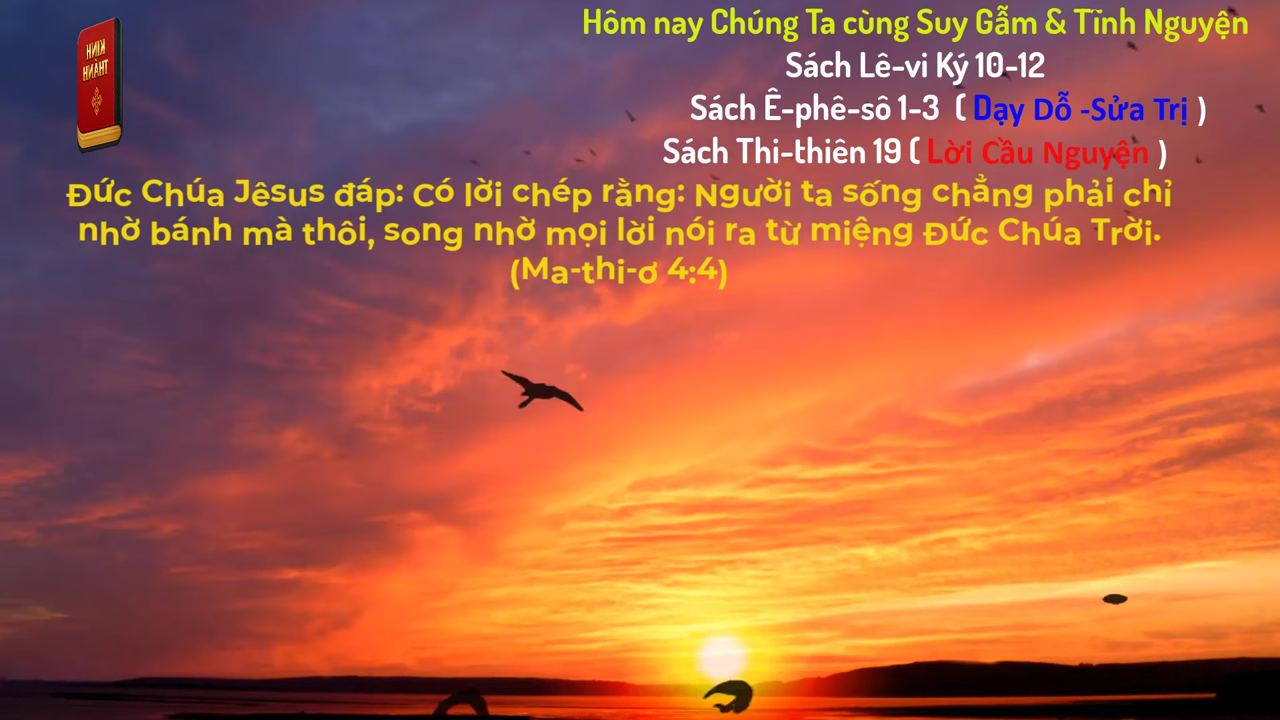 KINH
THÁNH
Hôm nay Chúng Ta cùng Suy Gẫm & Tĩnh Nguyện
Sách Lê-vi Ký 10-12
Sách Ê-phê-sô 1-3 ( Dạy Dỗ -Sửa Trị )
Sách Thi-thiên 19 ( Lời Cầu Nguyện )
Đức Chúa Jêsus đáp: Có lời chép rằng: Người ta sống chẳng phải chỉ
nhờ bánh mà thôi, song nhờ mọi lời nói ra từ miệng Đức Chúa Trời.
(Ma-thi-ơ 4:4)